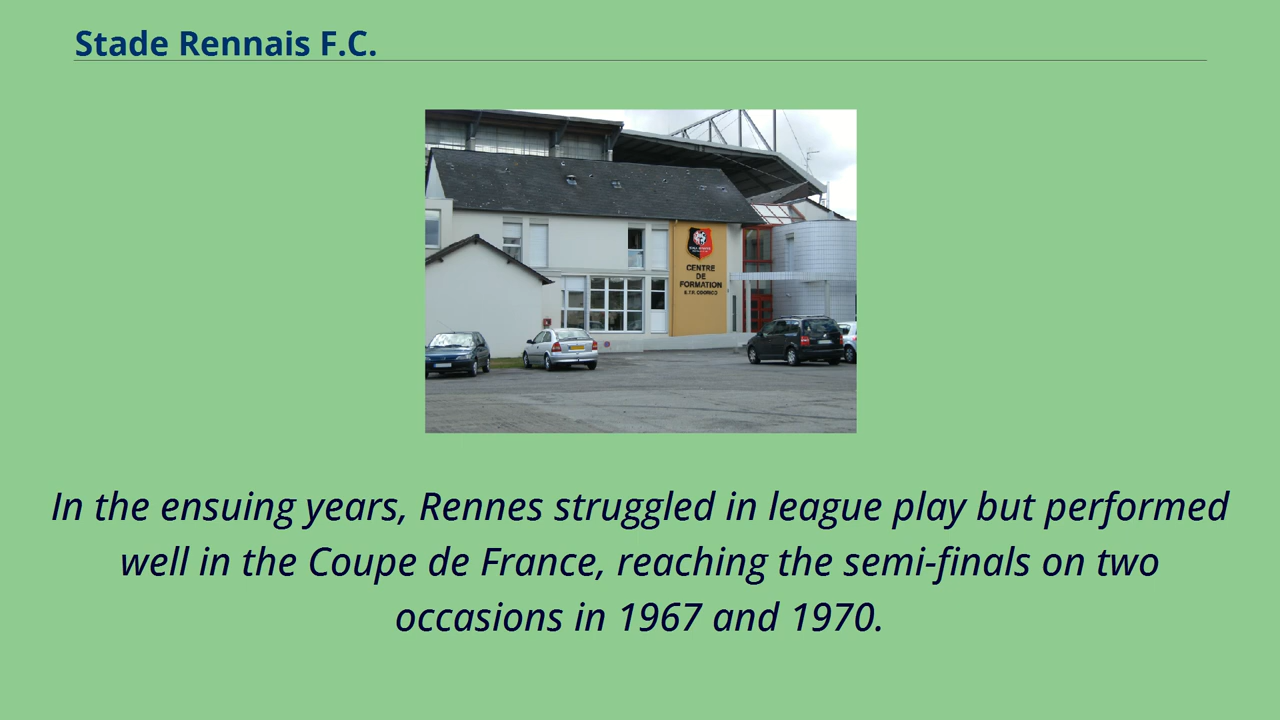 Stade Rennais F.C.
CENTRE
DE
FORMATION
In the ensuing years, Rennes struggled in league play but performed
well in the Coupe de France, reaching the semi-finals on two
occasions in 1967 and 1970.